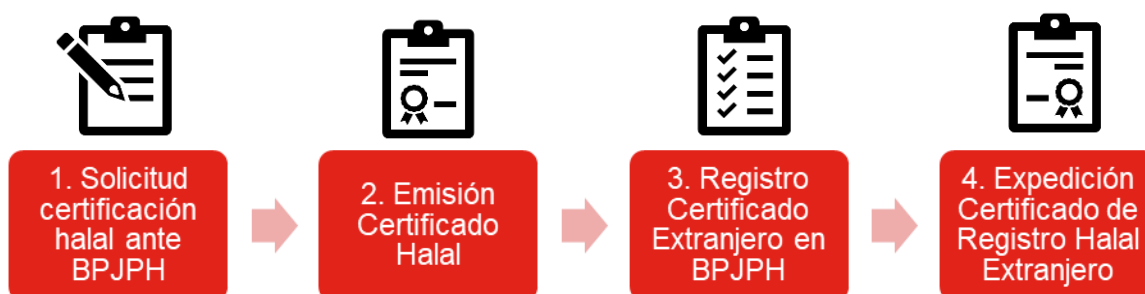 1. Solicitud
certificación
halal ante
BPJPH
2. Emisión
Certificado
Halal
3. Registro
Certificado
Extranjero en
BPJPH
4. Expedición
Certificado de
Registro Halal
Extranjero